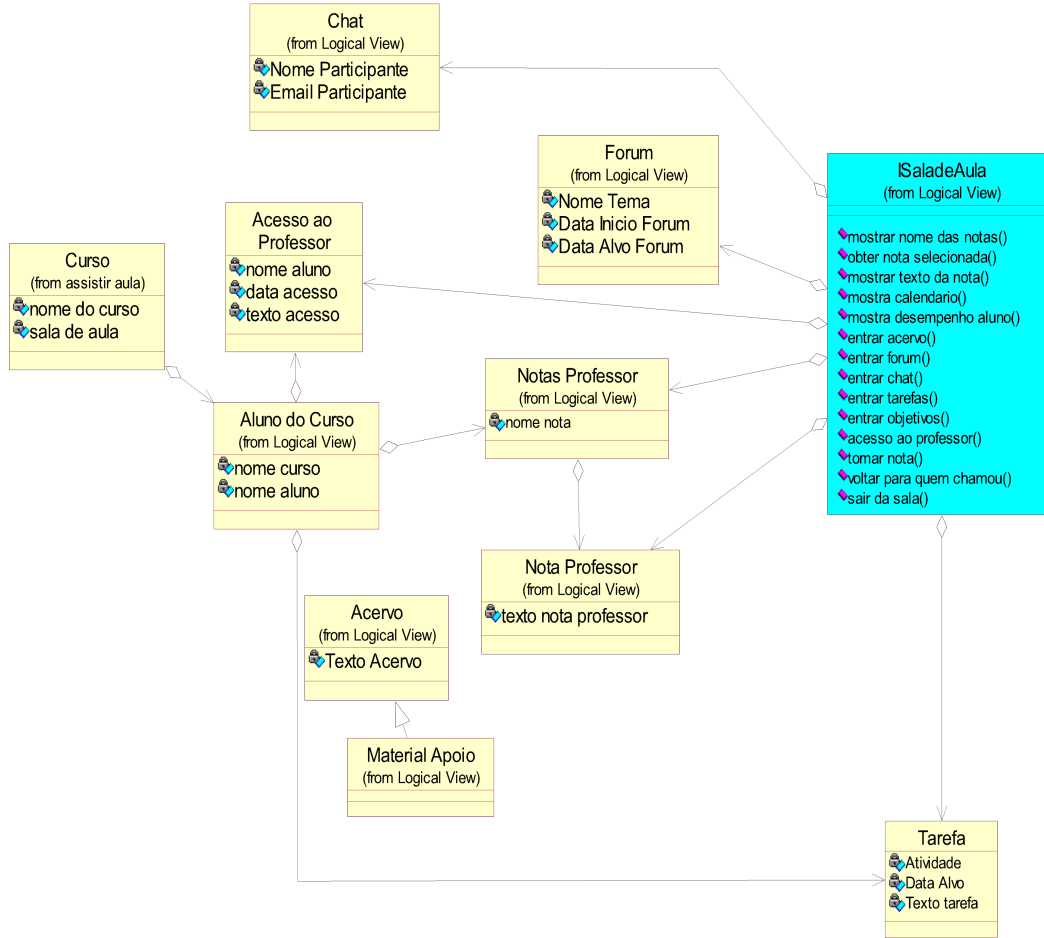 Chat
(from Logical View)
Nome Participante
Email Participante
Forum
(from Logical View)
Nome Tema
Data Inicio Forum
Data Alvo Forum
ISaladeAula
(from Logical View)
mostrar nome das notas()
obter nota selecionada()
mostrar texto da nota()
mostra calendario()
mostra desempenho aluno()
entrar acervo()
entrar forum()
entrar chat()
entrar tarefas()
entrar objetivos()
acesso ao professor()
tomar nota()
voltar para quem chamou()
sair da sala()
Acesso ao
Professor
nome aluno
data acesso
texto acesso
Curso
(from assistir aula)
nome do curso
sala de aula
Notas Professor
(from Logical View)
nome nota
Aluno do Curso
(from Logical View)
nome curso
nome aluno
Nota Professor
(from Logical View)
texto nota professor
Acervo
(from Logical View)
Texto Acervo
Material Apoio
(from Logical View)
Tarefa
Atividade
Data Alvo
Texto tarefa